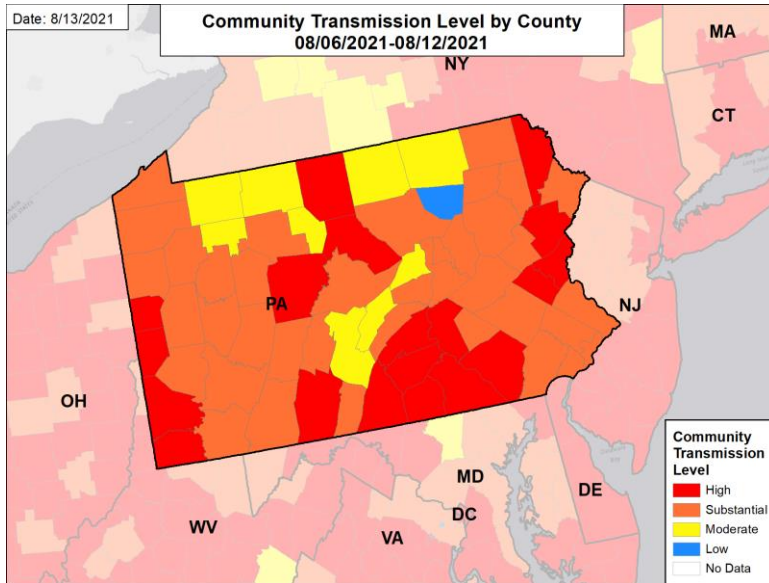 Date: 8/13/2021
Community Transmission Level by County
08/06/2021-08/12/2021
NY
MA
CT
PA
NJ
OH
MD
DE
WV
VA
DC
Community
Transmission
Level
High
Substantial
Moderate
Low
No Data